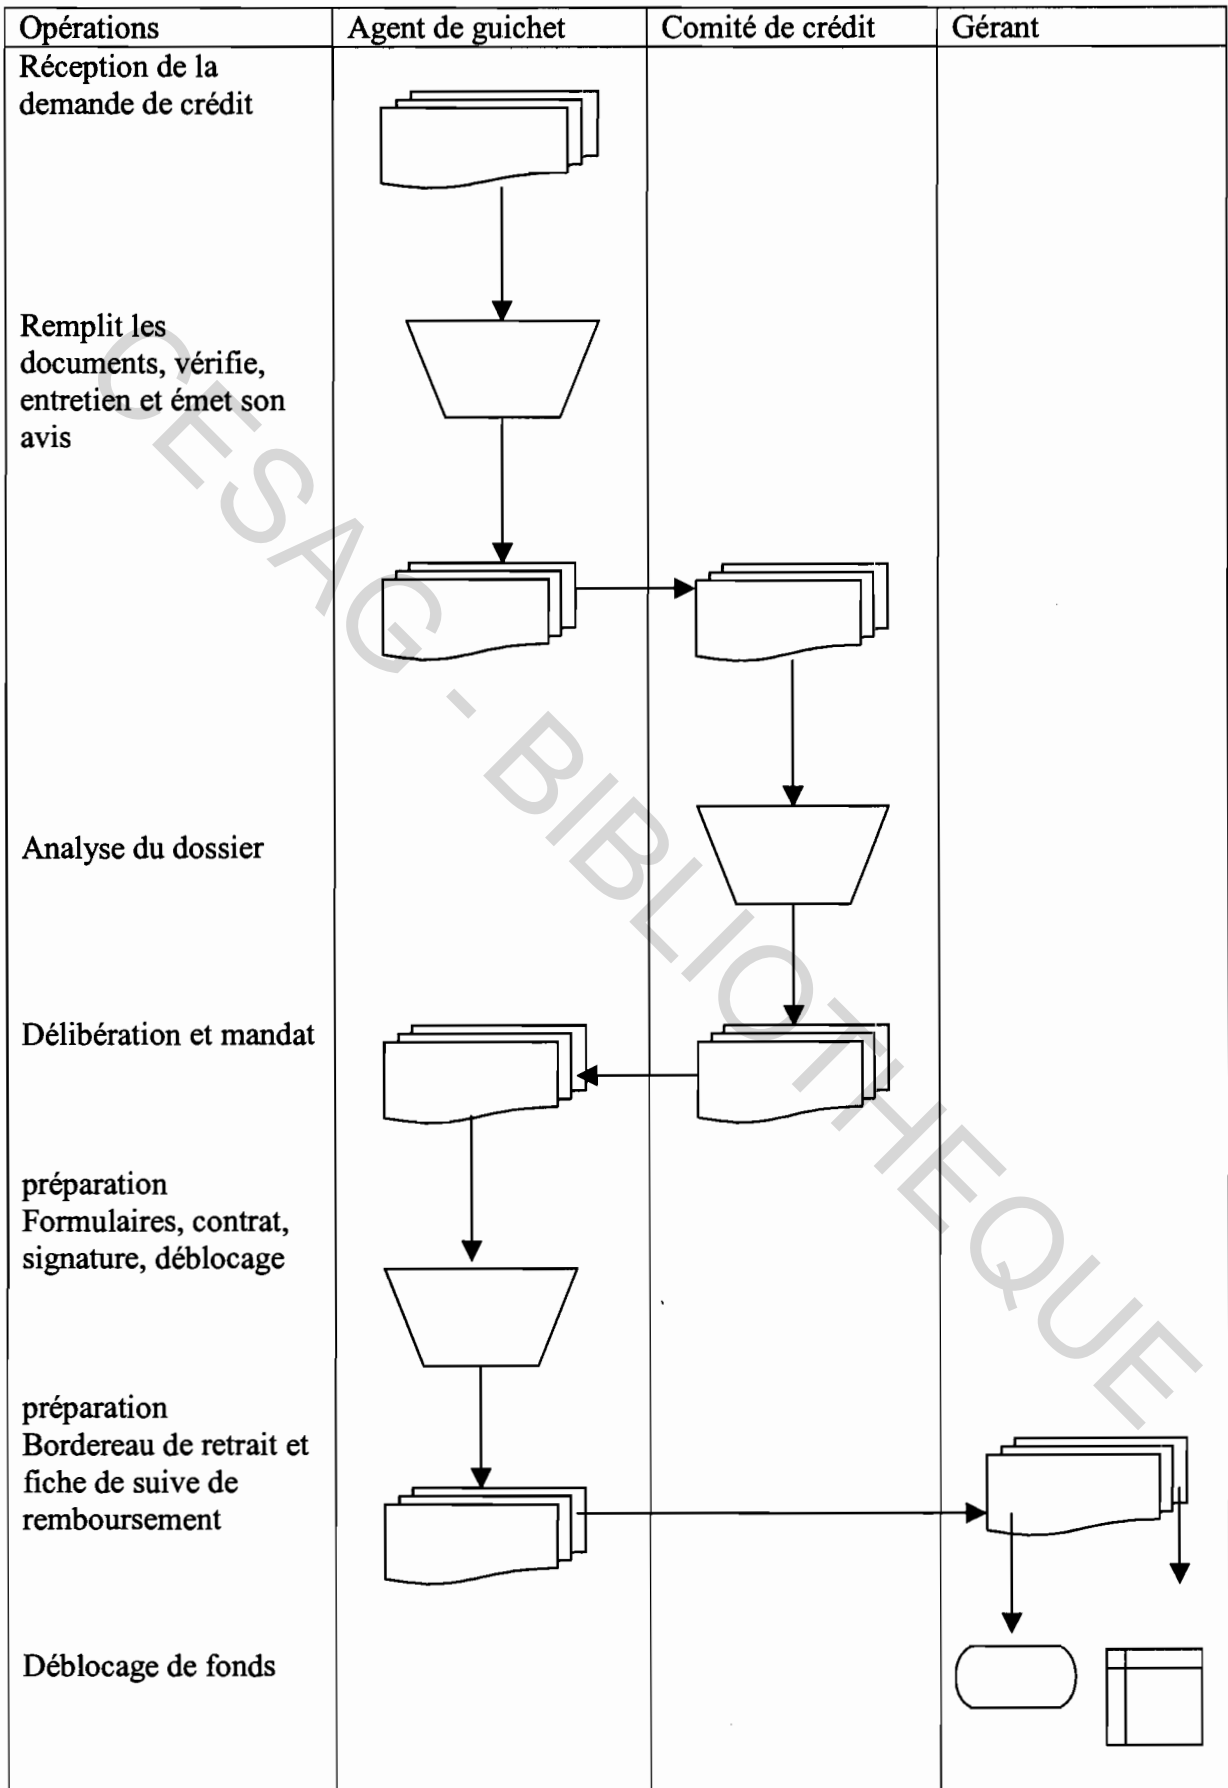 Opérations
Agent de guichet
Comité de crédit
Gérant
Réception de la
demande de crédit
Remplit les
documents, vérifie,
entretien et émet son
avis
Analyse du dossier
Délibération et mandat
préparation
Formulaires, contrat,
signature, déblocage
préparation
Bordereau de retrait et
fiche de suive de
remboursement
Déblocage de fonds
CESAG - BIBLIOTHEQUE